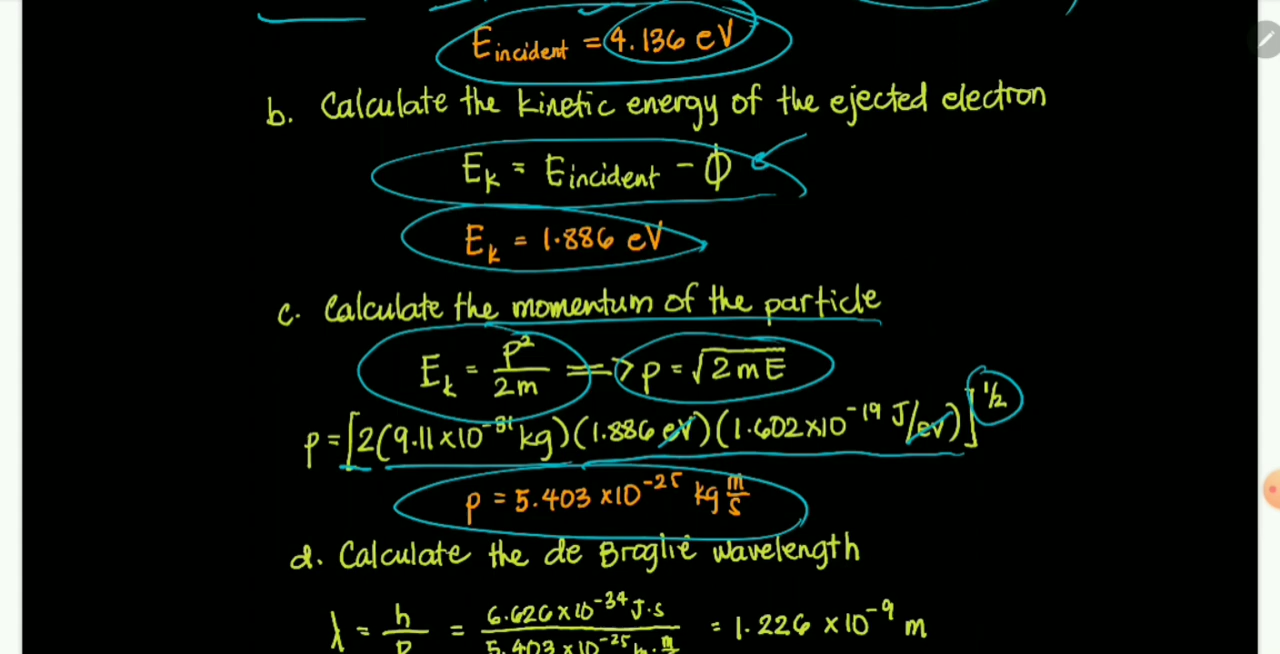 E incident = 4.136 eV
b. Calculate the kinetic energy of the ejected electron
E_k = E incident - Φ
E_k = 1.886 eV
c. Calculate the momentum of the particle
E_k = p²/2m => p = √2mE
p = [2(9.11×10⁻³¹ kg)(1.886 eV)(1.602×10⁻¹⁹ J/eV)]^1/2
p = 5.403 ×10⁻²⁵ kg m/s
d. Calculate the de Broglie wavelength
λ = h/p = 6.626×10⁻³⁴ J·s / 5.403×10⁻²⁵ = 1.226 ×10⁻⁹ m